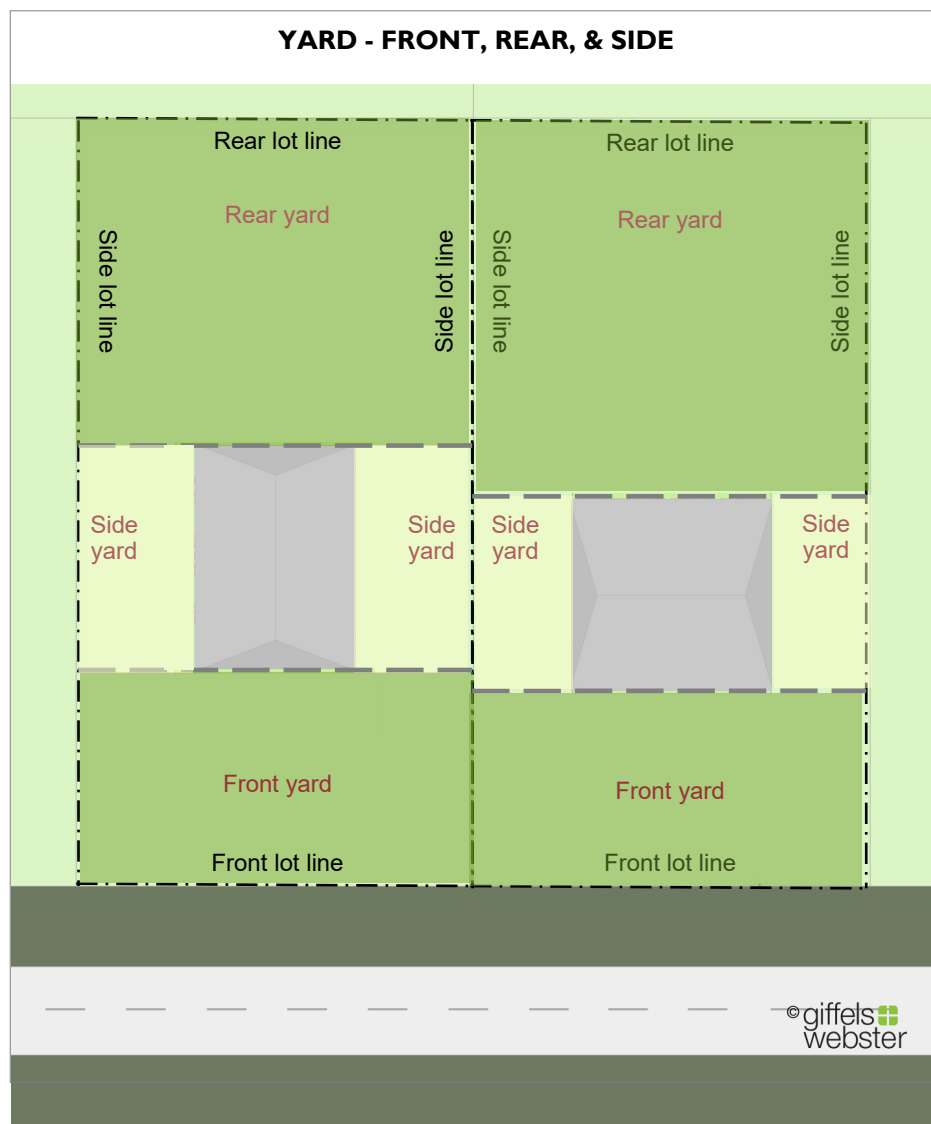 YARD - FRONT, REAR, & SIDE
Rear lot line
Rear lot line
Rear yard
Rear yard
Side lot line
Side lot line
Side lot line
Side lot line
Side
yard
Side
yard
Side
yard
Side
yard
Front yard
Front yard
Front lot line
Front lot line
© giffels
webster